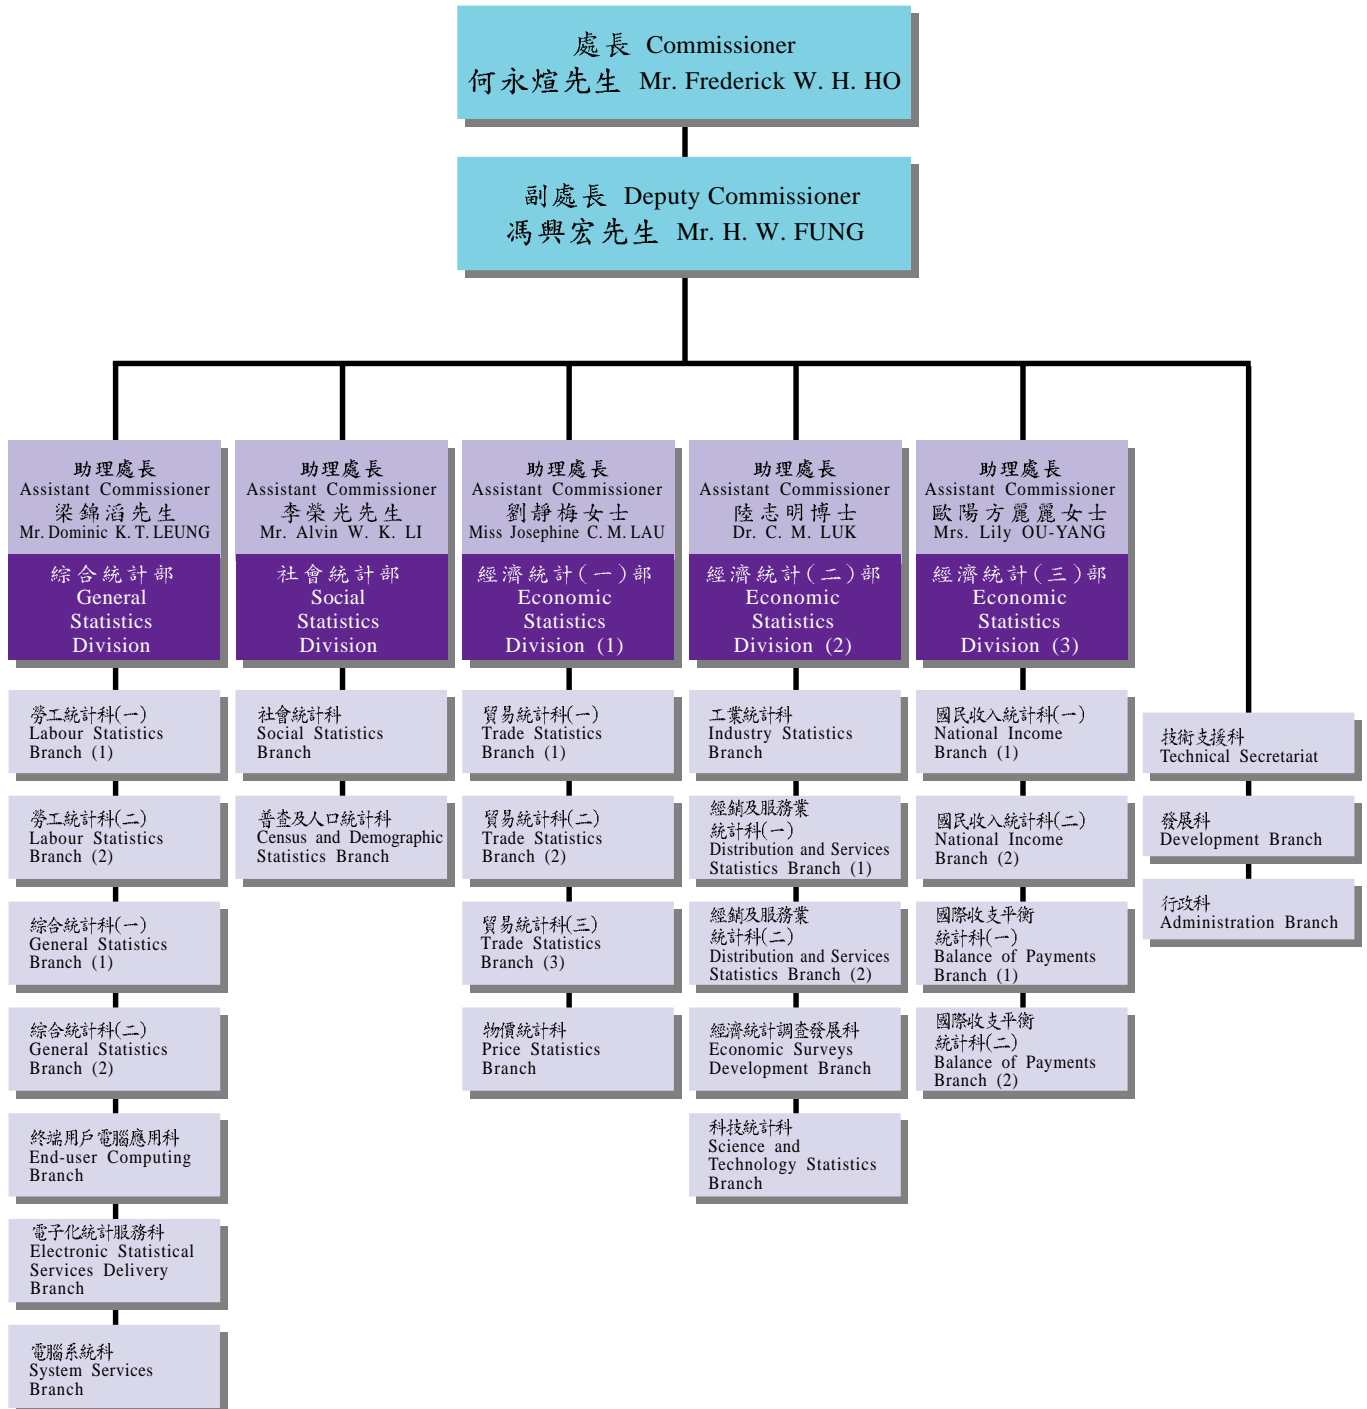 處長 Commissioner
何永煊先生 Mr. Frederick W. H. HO
副處長 Deputy Commissioner
馮興宏先生 Mr. H. W. FUNG
助理處長
Assistant Commissioner
梁錦滔先生
Mr. Dominic K. T. LEUNG
綜合統計部
General
Statistics
Division
勞工統計科(一)
Labour Statistics
Branch (1)
勞工統計科(二)
Labour Statistics
Branch (2)
綜合統計科(一)
General Statistics
Branch (1)
綜合統計科(二)
General Statistics
Branch (2)
終端用戶電腦應用科
End-user Computing
Branch
電子化統計服務科
Electronic Statistical
Services Delivery
Branch
電腦系統科
System Services
Branch
助理處長
Assistant Commissioner
李榮光先生
Mr. Alvin W. K. LI
社會統計部
Social
Statistics
Division
社會統計科
Social Statistics
Branch
普查及人口統計科
Census and Demographic
Statistics Branch
助理處長
Assistant Commissioner
劉靜梅女士
Miss Josephine C. M. LAU
經濟統計(一)部
Economic
Statistics
Division (1)
貿易統計科(一)
Trade Statistics
Branch (1)
貿易統計科(二)
Trade Statistics
Branch (2)
貿易統計科(三)
Trade Statistics
Branch (3)
物價統計科
Price Statistics
Branch
助理處長
Assistant Commissioner
陸志明博士
Dr. C. M. LUK
經濟統計(二)部
Economic
Statistics
Division (2)
工業統計科
Industry Statistics
Branch
經銷及服務業
統計科(一)
Distribution and Services
Statistics Branch (1)
經銷及服務業
統計科(二)
Distribution and Services
Statistics Branch (2)
經濟統計調查發展科
Economic Surveys
Development Branch
科技統計科
Science and
Technology Statistics
Branch
助理處長
Assistant Commissioner
歐陽方麗麗女士
Mrs. Lily OU-YANG
經濟統計(三)部
Economic
Statistics
Division (3)
國民收入統計科(一)
National Income
Branch (1)
國民收入統計科(二)
National Income
Branch (2)
國際收支平衡
統計科(一)
Balance of Payments
Branch (1)
國際收支平衡
統計科(二)
Balance of Payments
Branch (2)
技術支援科
Technical Secretariat
發展科
Development Branch
行政科
Administration Branch